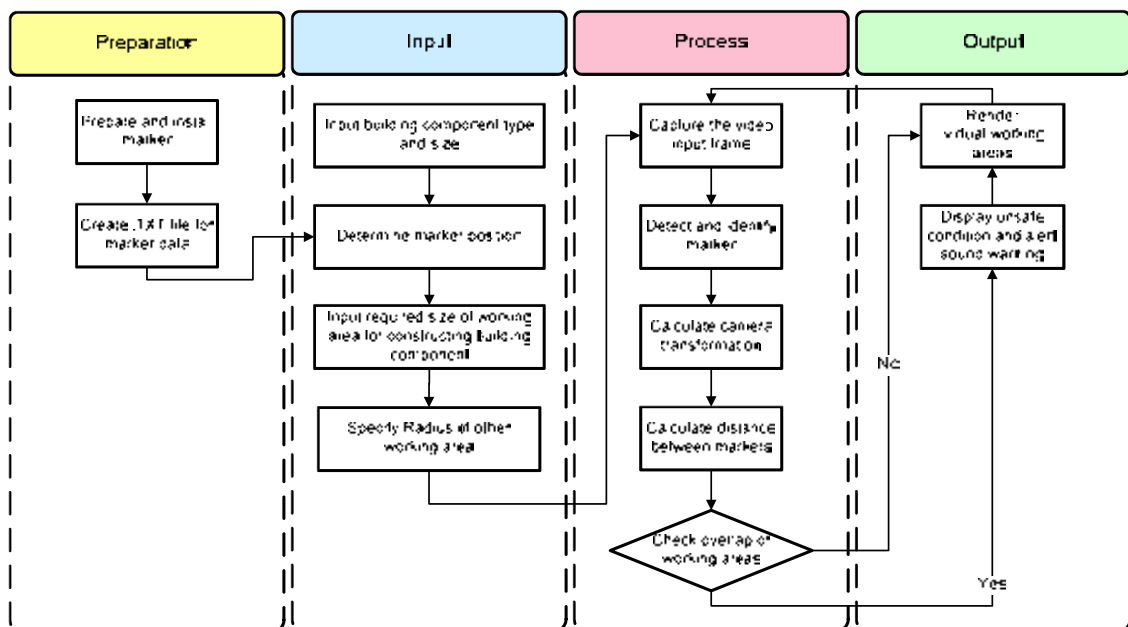 Preparation
Input
Process
Output
Prepare and install
marker
Create .TXT file for
marker data
Input building component type
and size
Determine marker position
Input required size of working
area for constructing building
component
Specify Radius of other
working area
Capture the video
input frame
Detect and identify
marker
Calculate camera
transformation
Calculate distance
between markers
Check overlap of
working areas
No
Yes
Render
virtual working
areas
Display unsafe
condition and alert
sound warning